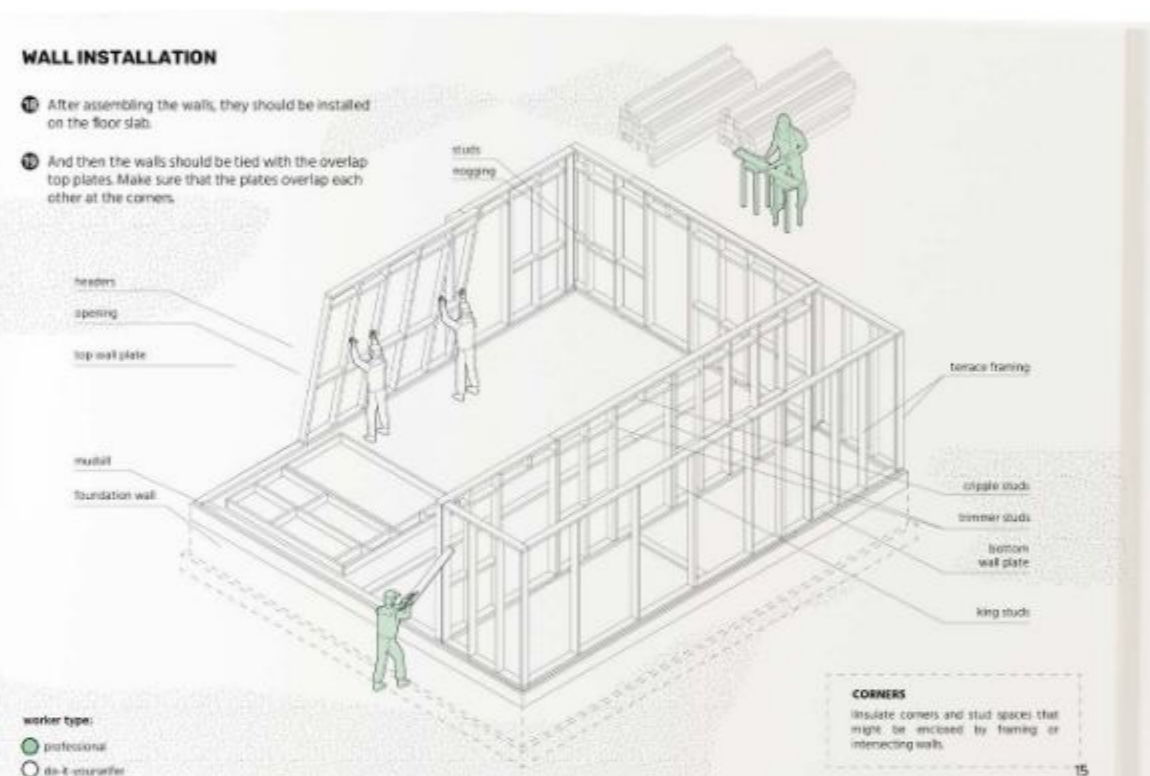 WALL INSTALLATION
18 After assembling the walls, they should be installed
on the floor slab.
19 And then the walls should be tied with the overlap
top plates. Make sure that the plates overlap each
other at the corners.
studs
nogging
headers
opening
top wall plate
mudsill
foundation wall
terrace framing
cripple studs
trimmer studs
bottom
wall plate
king studs
worker type:
professional
do-it-yourselfer
CORNERS
Iinsulate corners and stud spaces that
might be enclosed by framing or
intersecting walls.
15